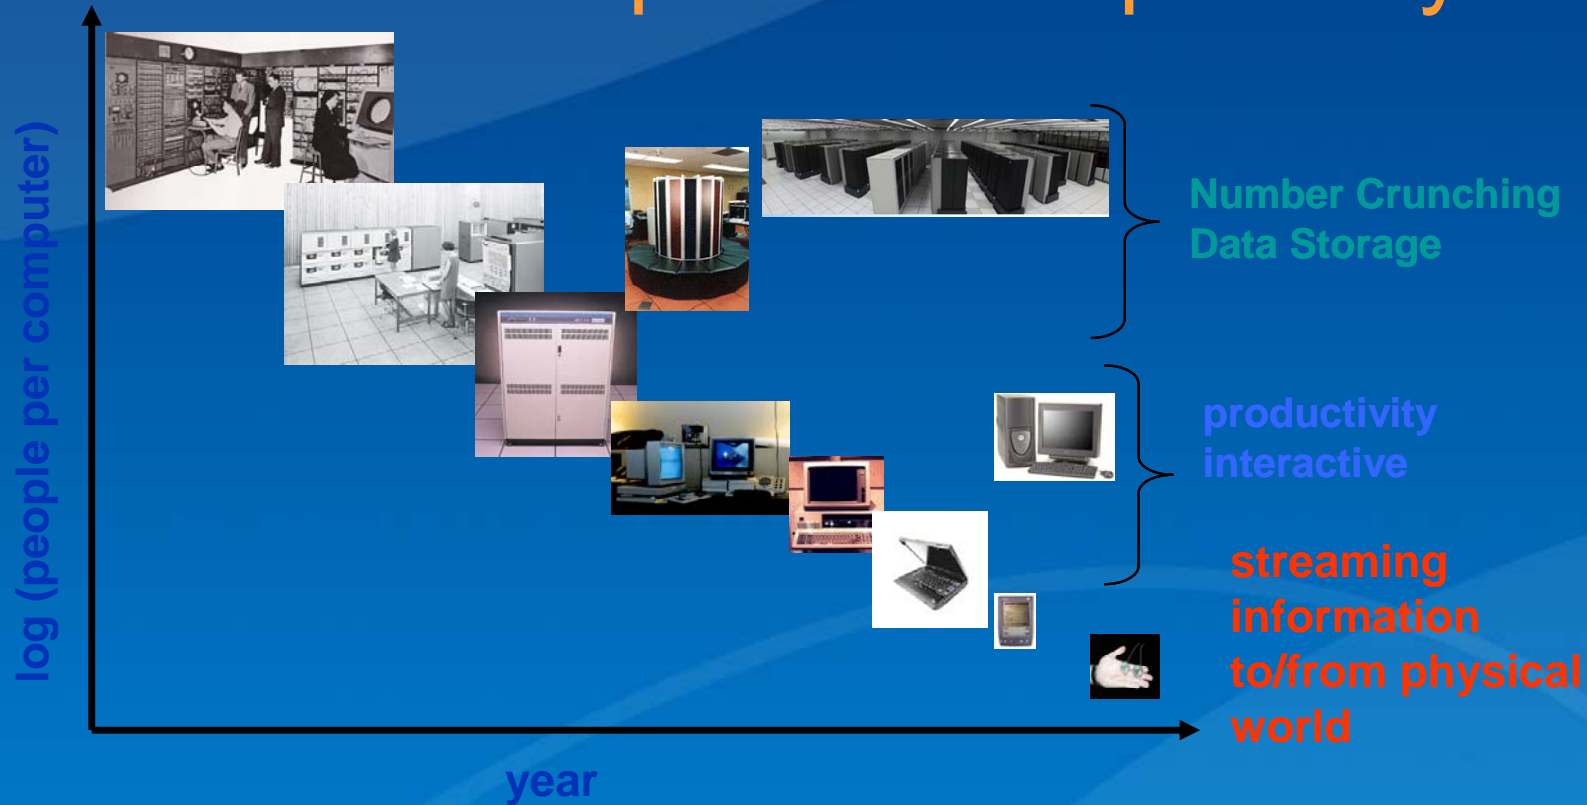 log (people per computer)
Number Crunching
Data Storage
productivity
interactive
streaming
information
to/from physical
world
year